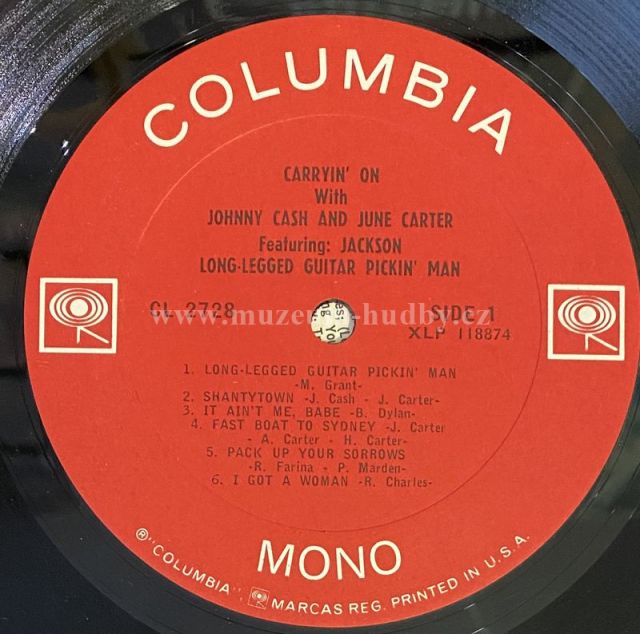 COLUMBIA
CARRYIN' ON
With
JOHNNY CASH AND JUNE CARTER
Featuring: JACKSON
LONG-LEGGED GUITAR PICKIN' MAN
CL 2728
SIDE 1
www.muzeum-hudby.cz
XLP 118874
1. LONG-LEGGED GUITAR PICKIN' MAN
-M. Grant-
2. SHANTYTOWN -J. Cash - J. Carter-
3. IT AIN'T ME, BABE -B. Dylan-
4. FAST BOAT TO SYDNEY -J. Carter
- A. Carter - H. Carter-
5. PACK UP YOUR SORROWS
-R. Farina - P. Marden-
6. I GOT A WOMAN -R. Charles-
MONO
®"COLUMBIA", MARCAS REG. PRINTED IN U.S.A.